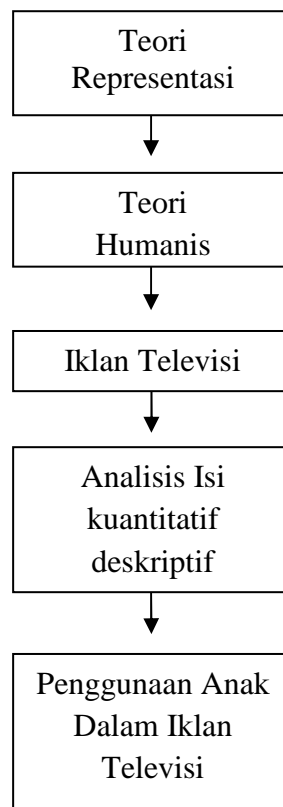 Teori
Representasi
Teori
Humanis
Iklan Televisi
Analisis Isi
kuantitatif
deskriptif
Penggunaan Anak
Dalam Iklan
Televisi